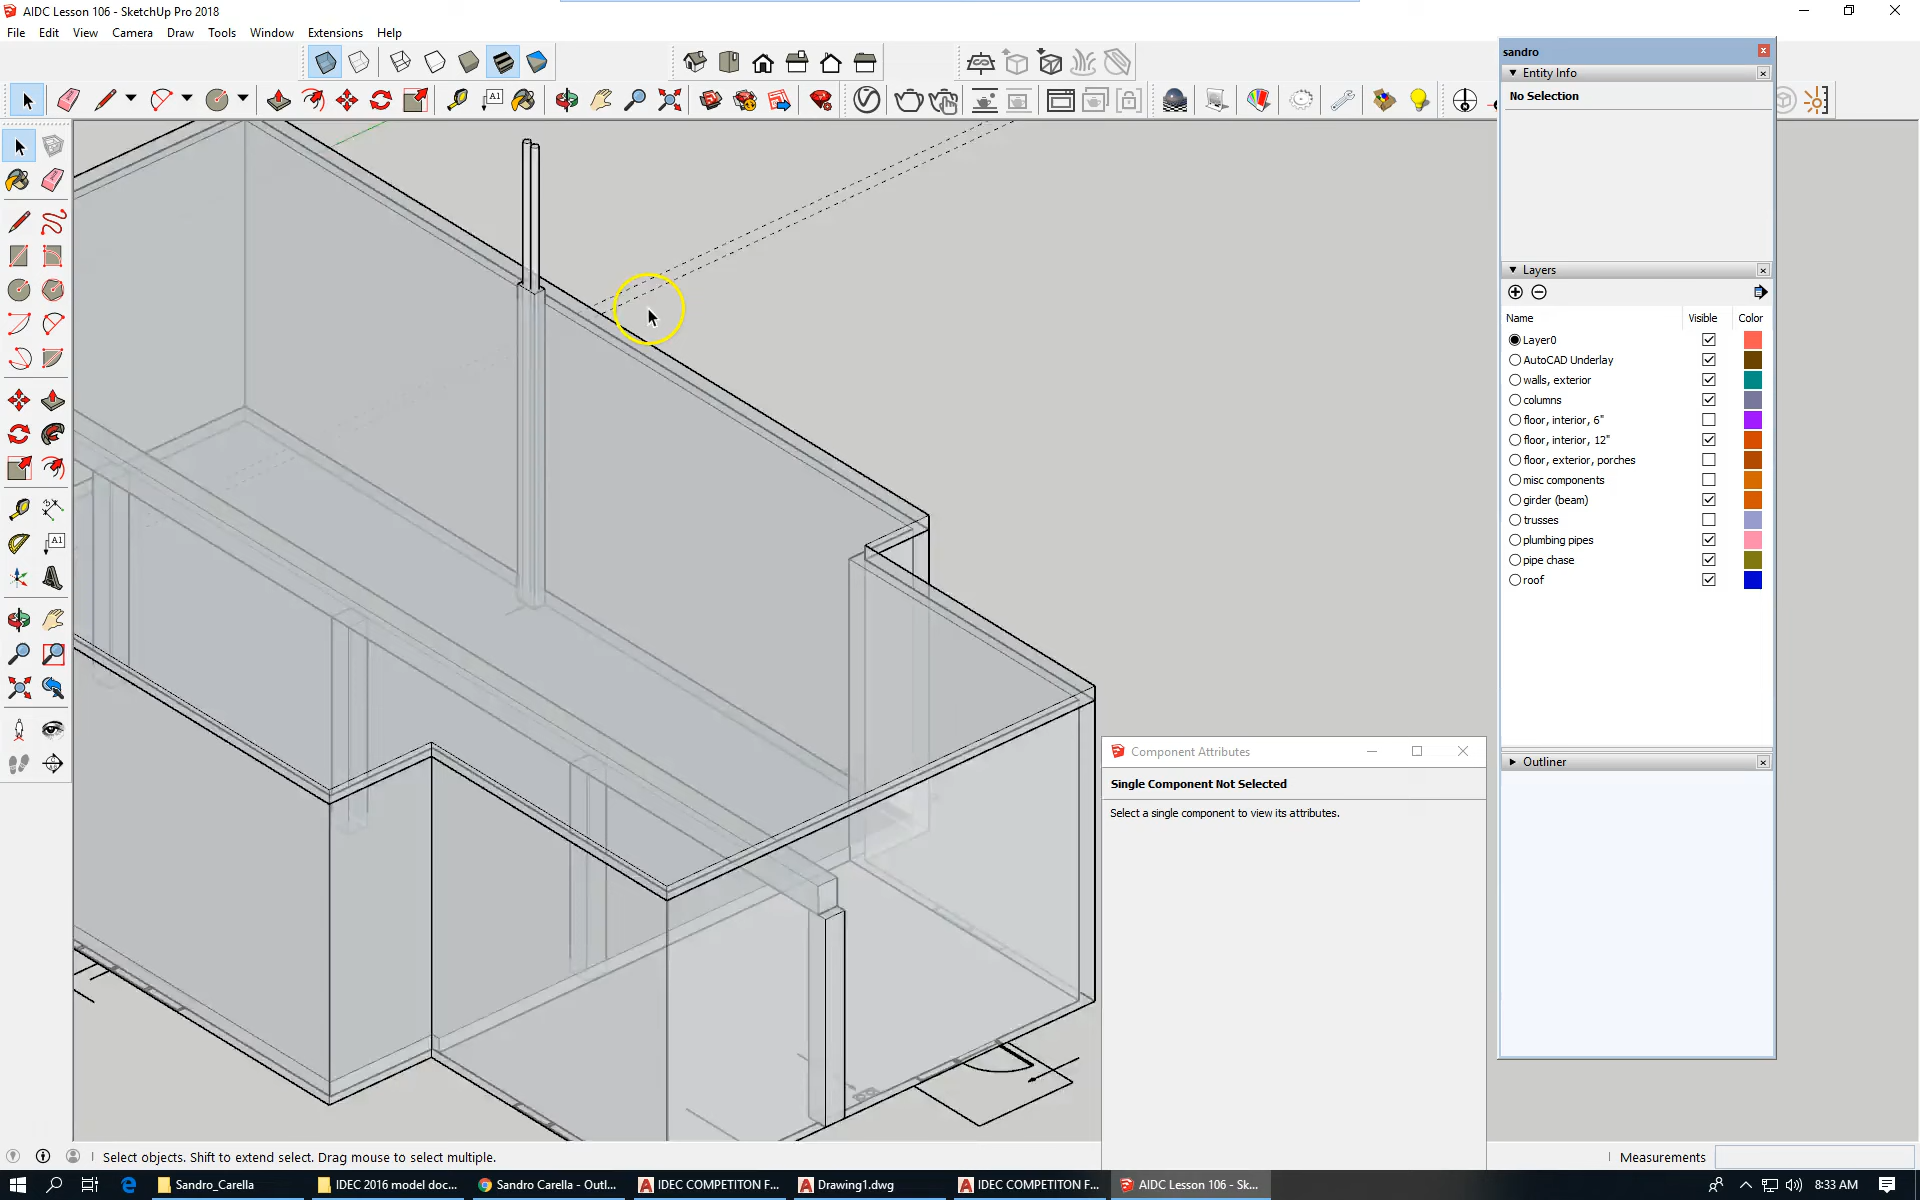 AIDC Lesson 106 - SketchUp Pro 2018
File Edit View Camera Draw Tools Window Extensions Help
A1
A1
sandro
Entity Info
No Selection
Layers
Name Visible Color
Layer0
AutoCAD Underlay
walls, exterior
columns
floor, interior, 6"
floor, interior, 12"
floor, exterior, porches
misc components
girder (beam)
trusses
plumbing pipes
pipe chase
roof
Outliner
Component Attributes
Single Component Not Selected
Select a single component to view its attributes.
Select objects. Shift to extend select. Drag mouse to select multiple.
Measurements
Sandro_Carella
IDEC 2016 model doc...
Sandro Carella - Outl...
IDEC COMPETITON F...
Drawing1.dwg
IDEC COMPETITON F...
AIDC Lesson 106 - Sk...
8:33 AM